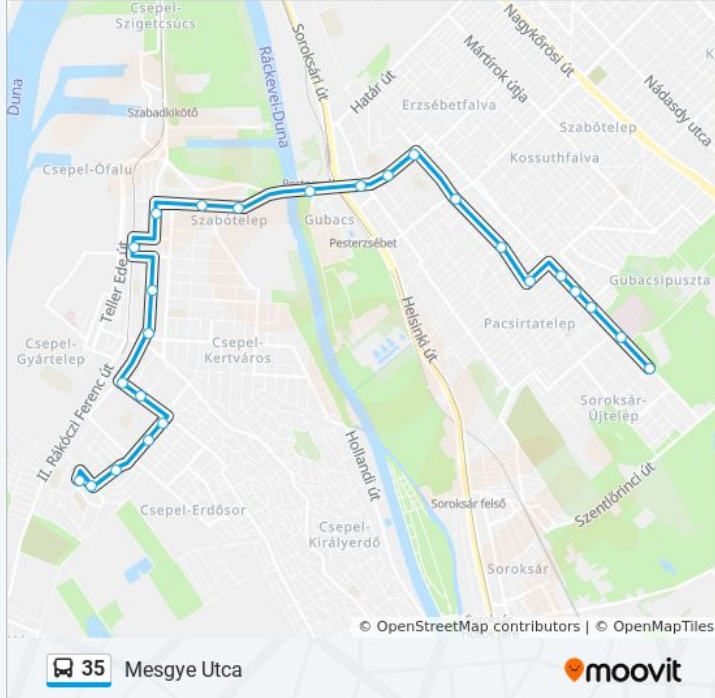 Csepel-
Szigetcsúcs
Soroksári út
Nagykőrösi út
Duna
Ráckevei-Duna
Határ út
Mártírok útja
Nádasdy utca
Erzsébetfalva
Szabadkikötő
Szabótelep
Kossuthfalva
Csepel-Ófalu
Szabótelep
Gubacs
Pesterzsébet
Teller Ede út
Gubacsipuszta
Helsinki út
Pacsirtatelep
Csepel-
Gyártelep
Csepel-
Kertváros
II. Rákóczi Ferenc út
Soroksár-
Újtelep
Hollandi út
Szentlőrinci út
Csepel-Erdősor
Soroksár felső
Csepel-
Királyerdő
Soroksár
© OpenStreetMap contributors | © OpenMapTiles
35 Mesgye Utca
moovit